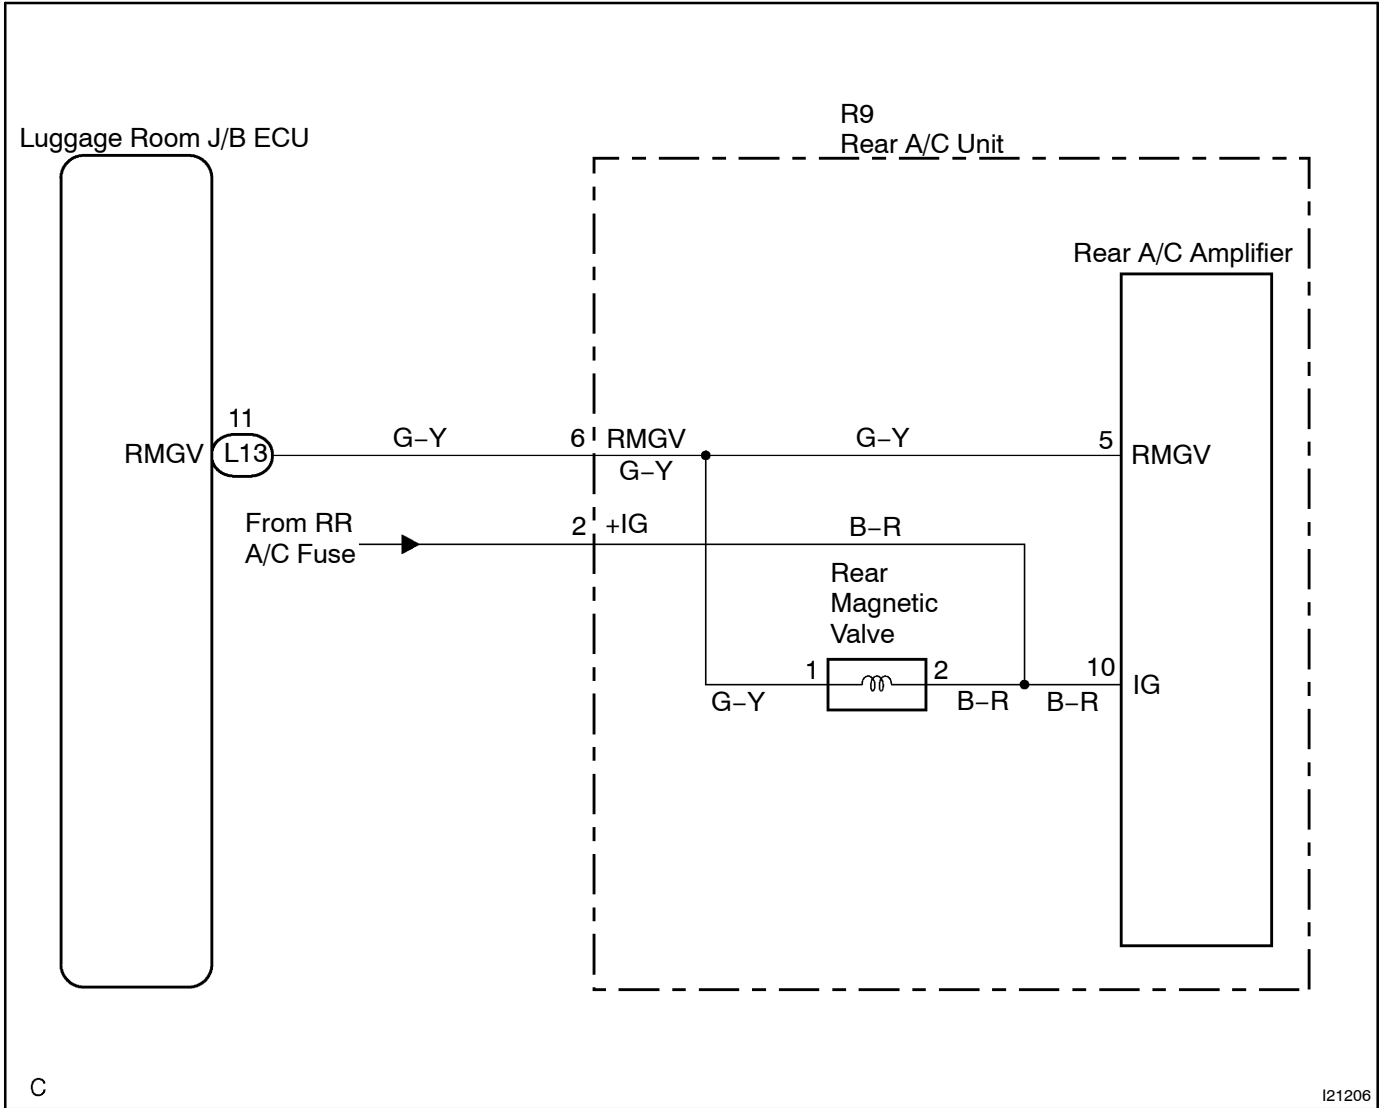 R9
Rear A/C Unit
Luggage Room J/B ECU
Rear A/C Amplifier
11
RMGV
L13
G–Y
6
RMGV
G–Y
G–Y
5
RMGV
From RR
A/C Fuse
2
+IG
B–R
Rear
Magnetic
Valve
1
2
10
IG
G–Y
B–R
B–R
C
I21206